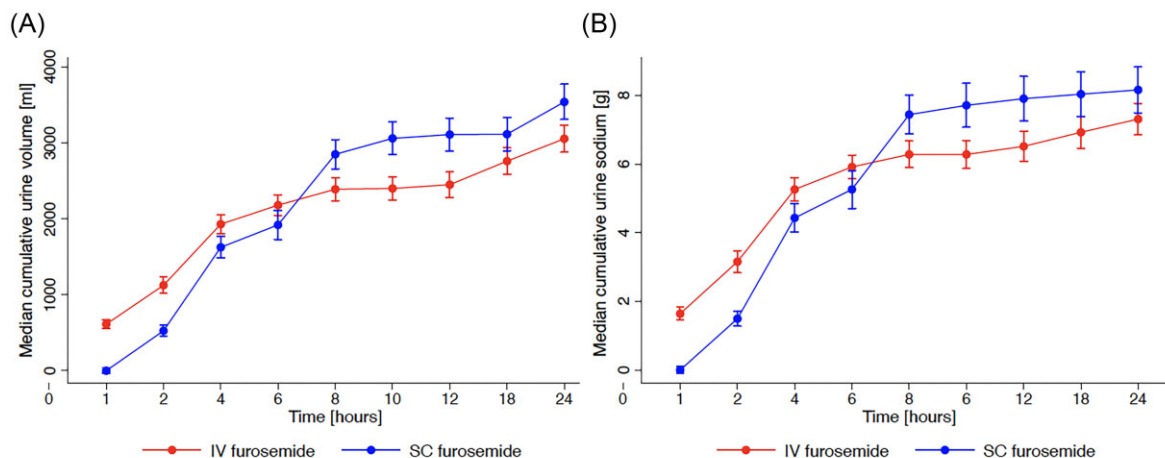 (A)
Median cumulative urine volume [ml]
4000
3000
2000
1000
0
0 1 2 4 6 8 10 12 18 24
Time [hours]
IV furosemide SC furosemide
(B)
Median cumulative urine sodium [g]
8
6
4
2
0
0 1 2 4 6 8 6 12 18 24
Time [hours]
IV furosemide SC furosemide